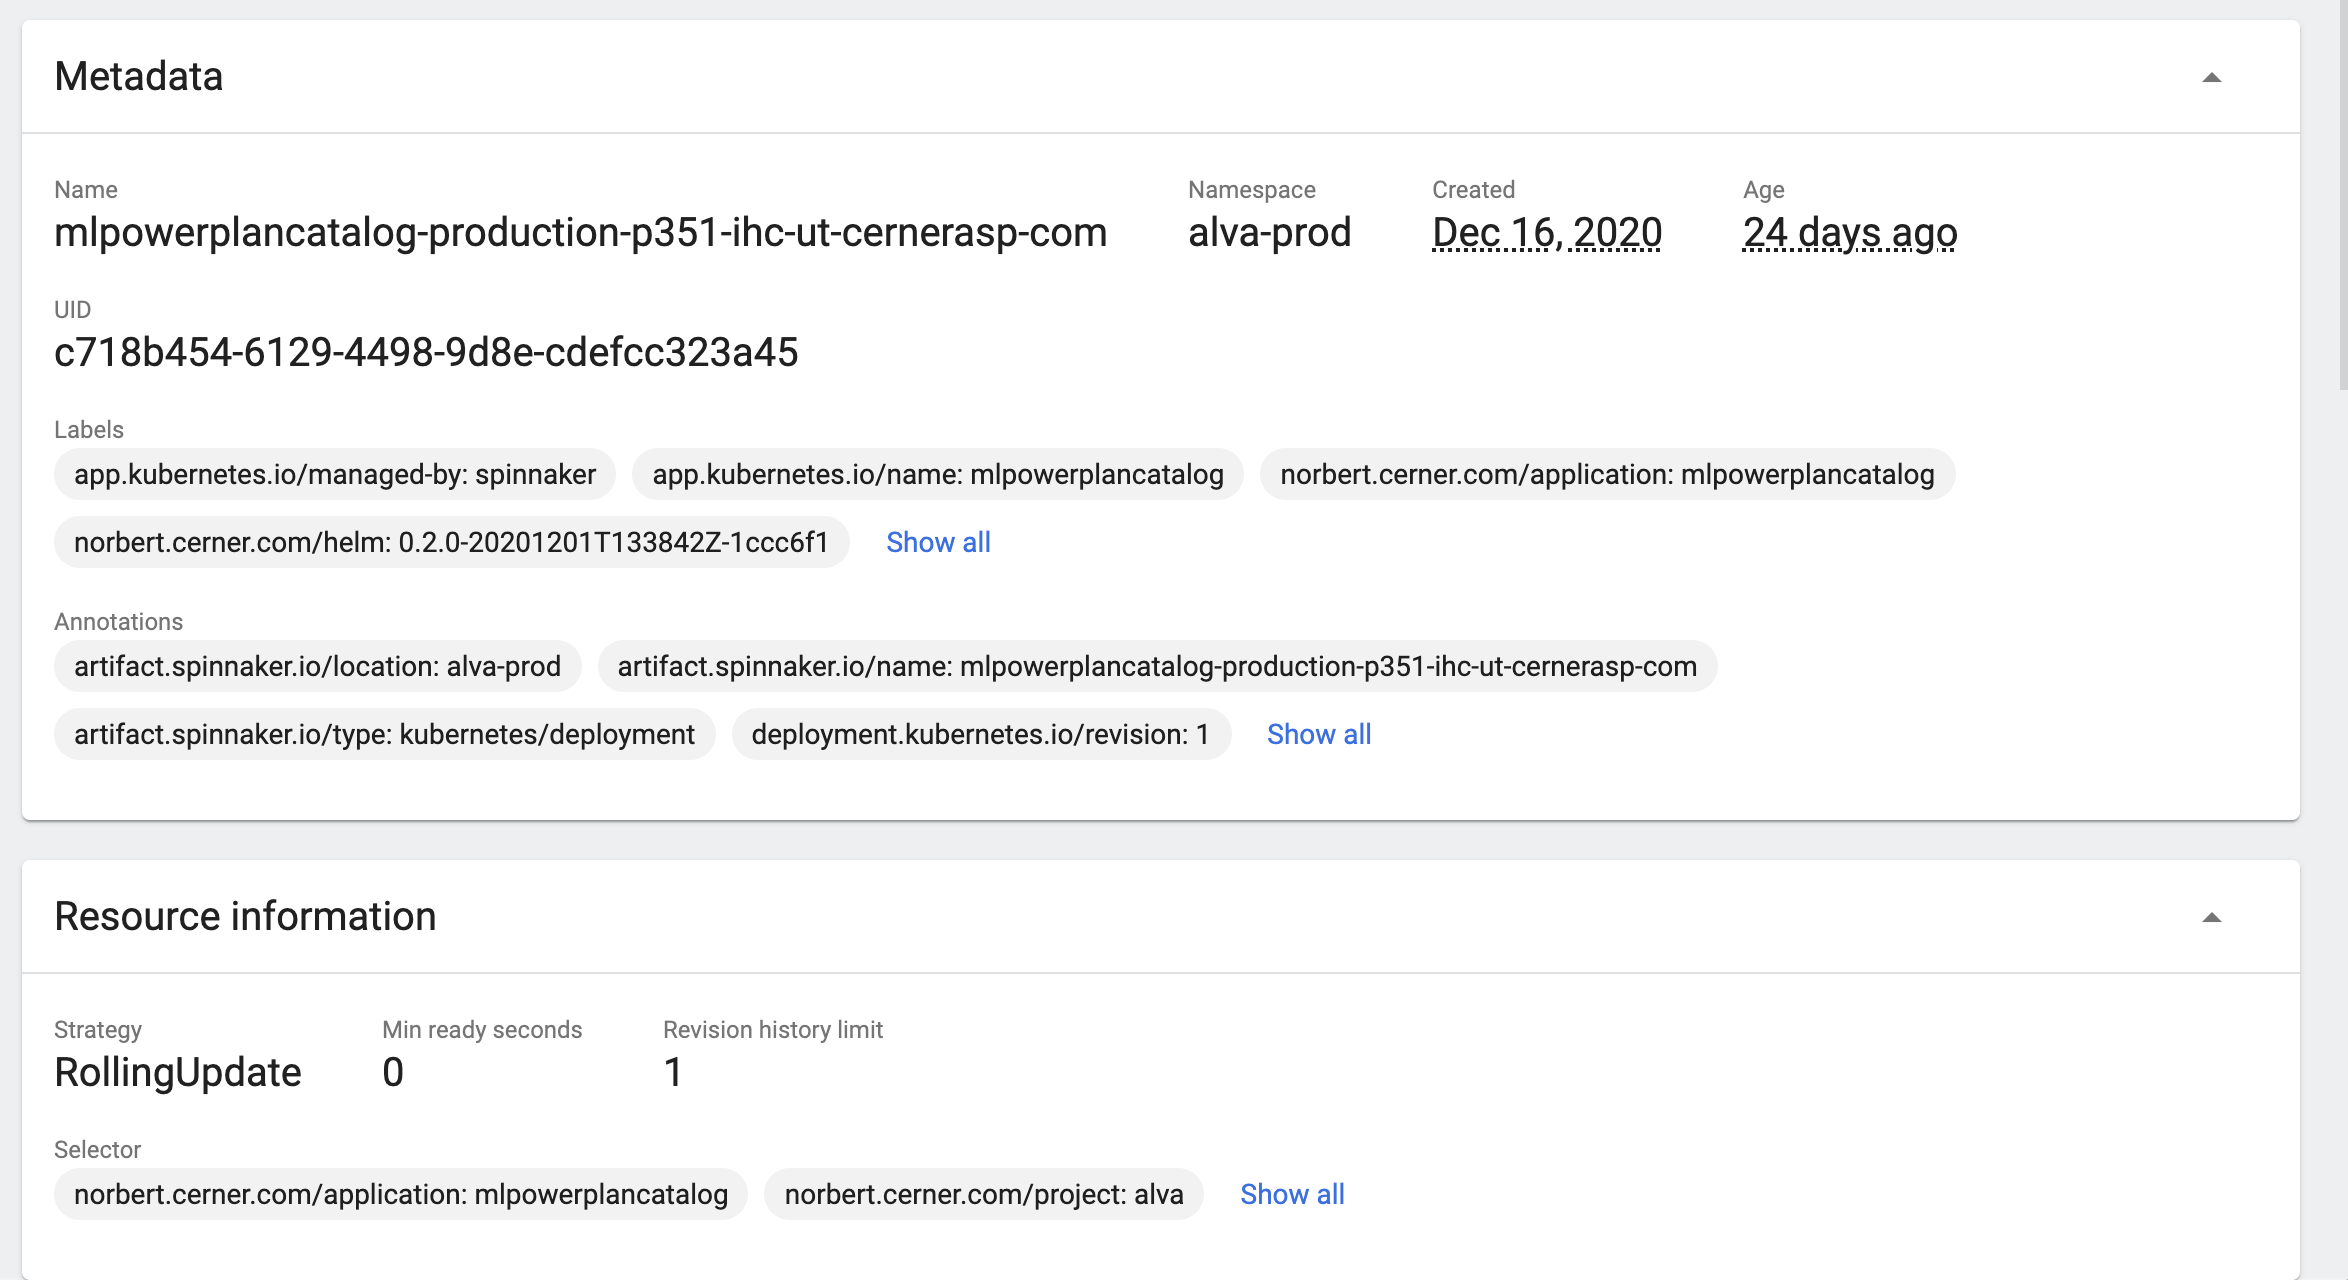 Metadata
Name Namespace Created Age
mlpowerplancatalog-production-p351-ihc-ut-cernerasp-com alva-prod Dec 16, 2020 24 days ago
UID
c718b454-6129-4498-9d8e-cdefcc323a45
Labels
app.kubernetes.io/managed-by: spinnaker app.kubernetes.io/name: mlpowerplancatalog norbert.cerner.com/application: mlpowerplancatalog
norbert.cerner.com/helm: 0.2.0-20201201T133842Z-1ccc6f1 Show all
Annotations
artifact.spinnaker.io/location: alva-prod artifact.spinnaker.io/name: mlpowerplancatalog-production-p351-ihc-ut-cernerasp-com
artifact.spinnaker.io/type: kubernetes/deployment deployment.kubernetes.io/revision: 1 Show all
Resource information
Strategy Min ready seconds Revision history limit
RollingUpdate 0 1
Selector
norbert.cerner.com/application: mlpowerplancatalog norbert.cerner.com/project: alva Show all